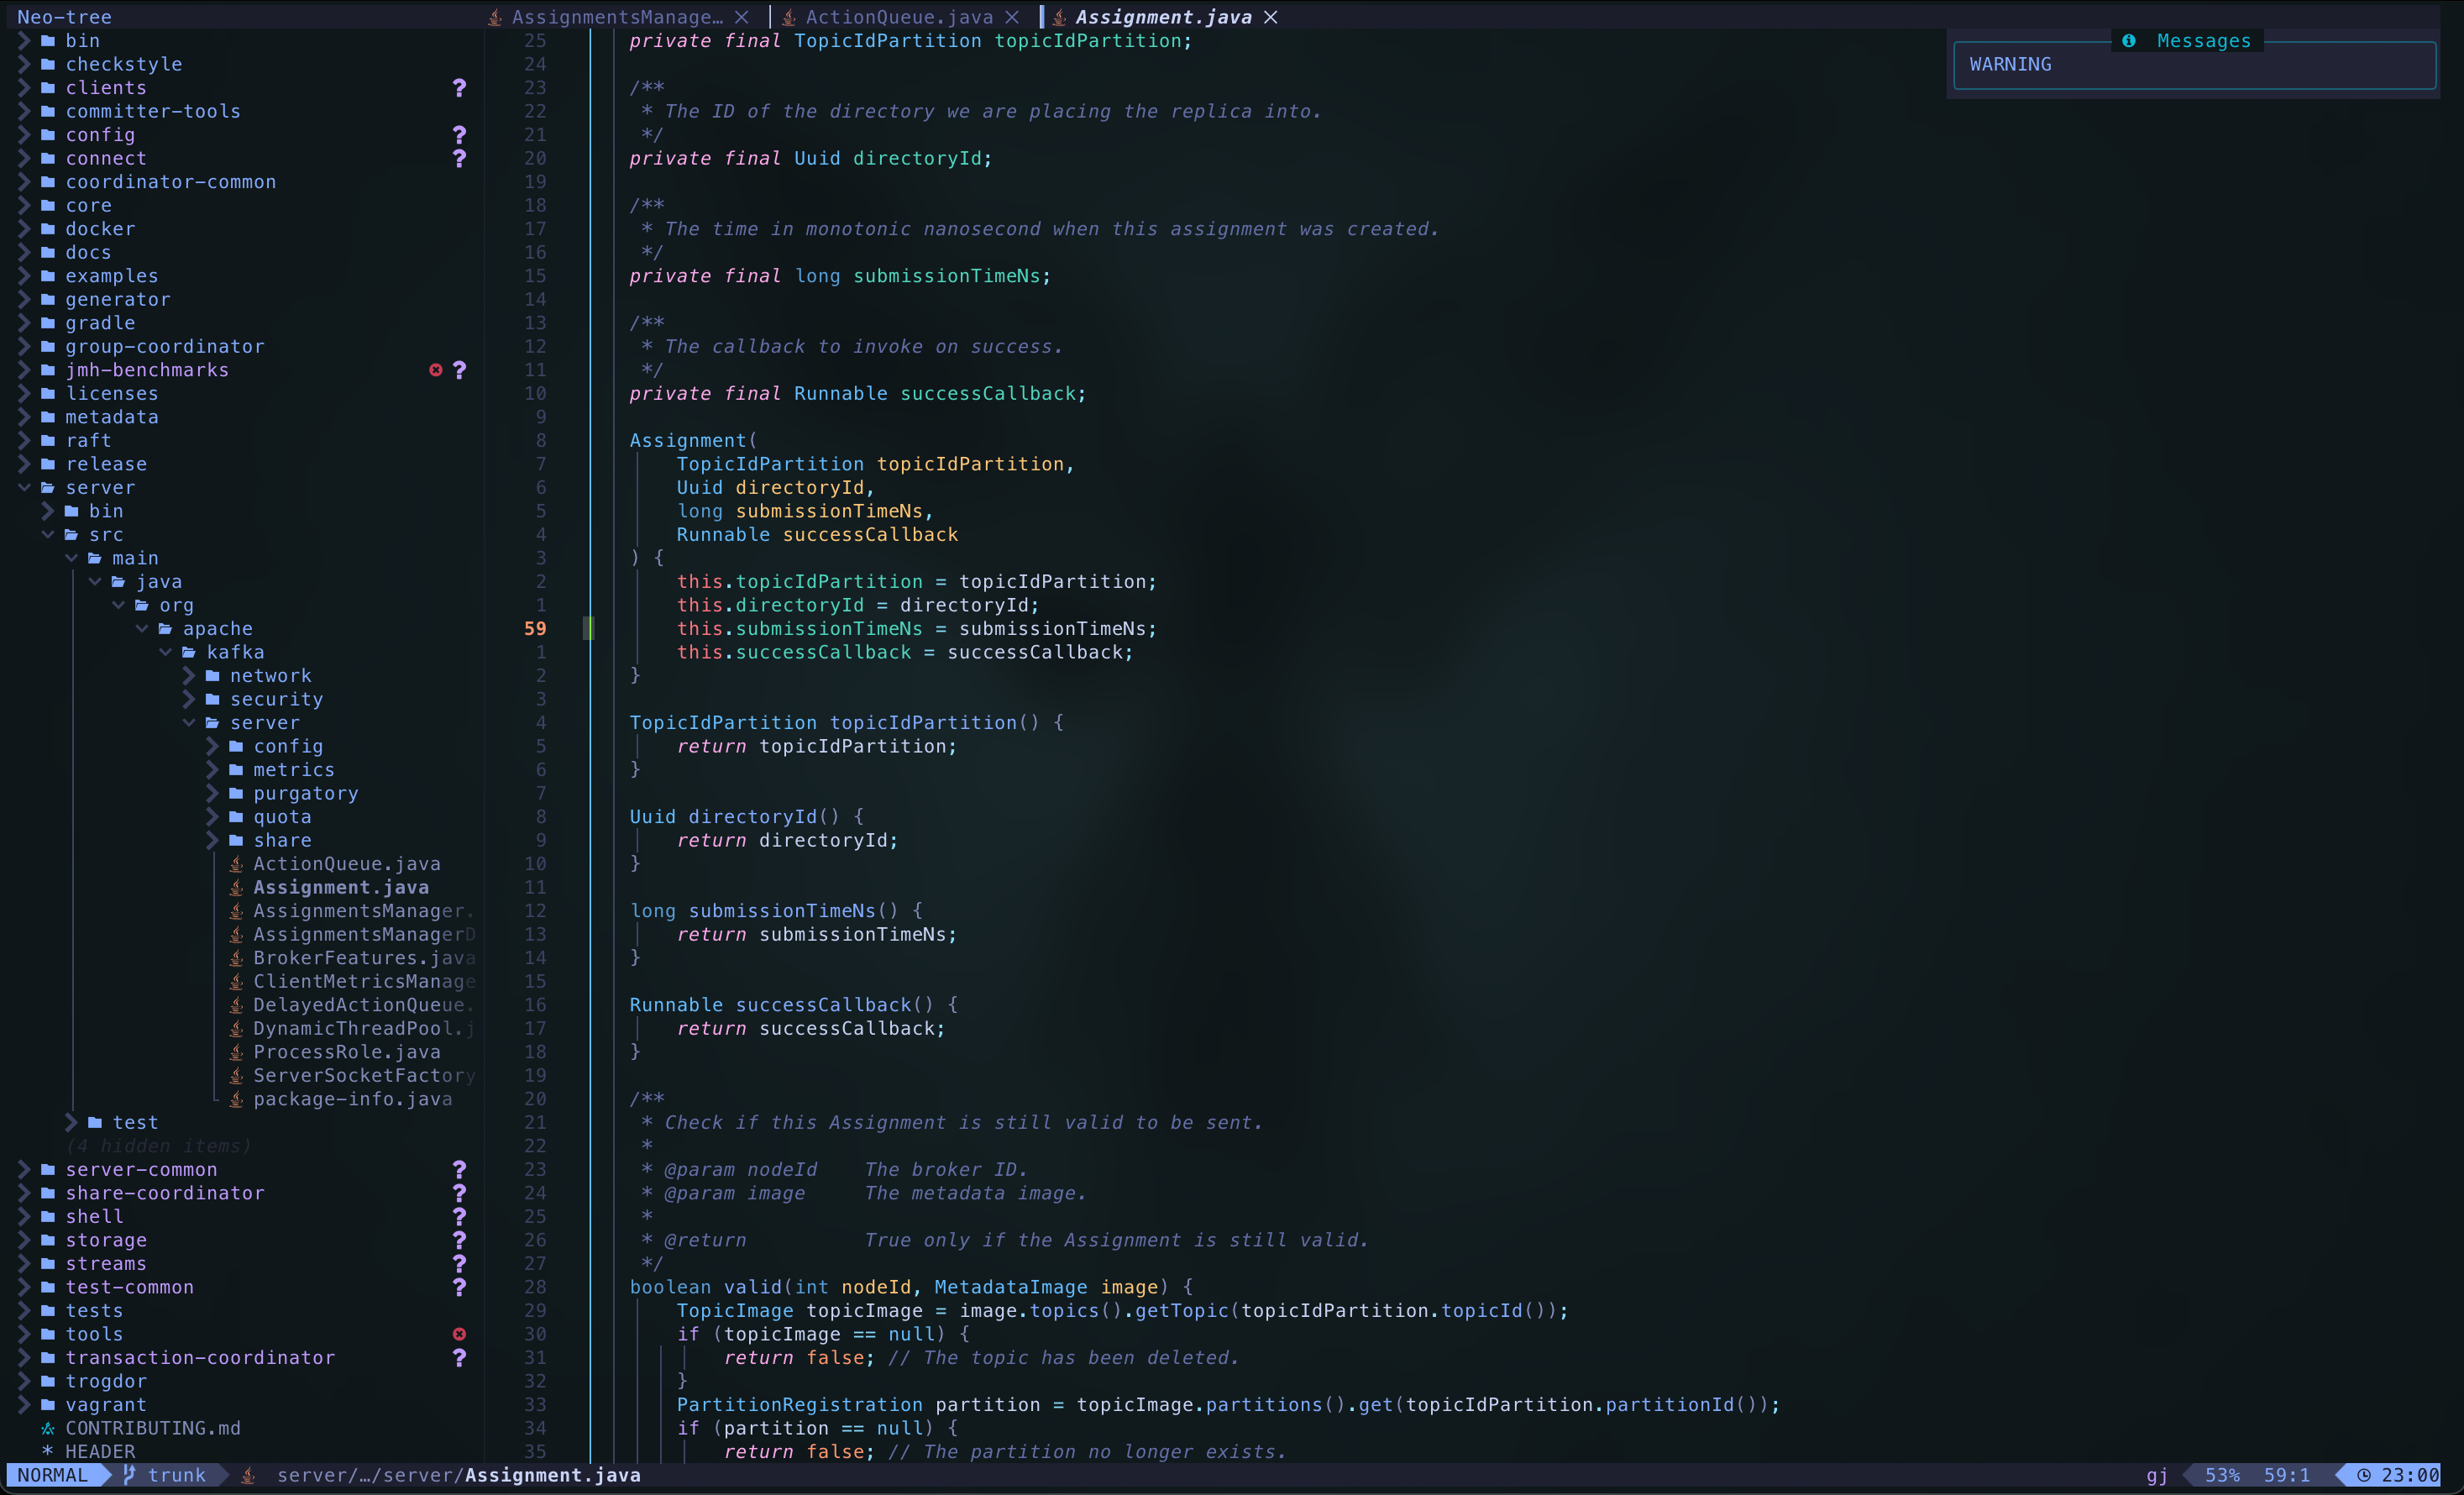 Neo-tree
bin
checkstyle
clients ?
committer-tools
config ?
connect ?
coordinator-common
core
docker
docs
examples
generator
gradle
group-coordinator
jmh-benchmarks ?
licenses
metadata
raft
release
server
bin
src
main
java
org
apache
kafka
network
security
server
config
metrics
purgatory
quota
share
ActionQueue.java
Assignment.java
AssignmentsManager.
AssignmentsManagerD
BrokerFeatures.java
ClientMetricsManage
DelayedActionQueue.
DynamicThreadPool.j
ProcessRole.java
ServerSocketFactory
package-info.java
test
(4 hidden items)
server-common ?
share-coordinator ?
shell ?
storage ?
streams ?
test-common ?
tests
tools
transaction-coordinator ?
trogdor
vagrant
CONTRIBUTING.md
* HEADER
AssignmentsManage… ActionQueue.java Assignment.java
25 private final TopicIdPartition topicIdPartition;
24
23 /**
22 * The ID of the directory we are placing the replica into.
21 */
20 private final Uuid directoryId;
19
18 /**
17 * The time in monotonic nanosecond when this assignment was created.
16 */
15 private final long submissionTimeNs;
14
13 /**
12 * The callback to invoke on success.
11 */
10 private final Runnable successCallback;
9
8 Assignment(
7 TopicIdPartition topicIdPartition,
6 Uuid directoryId,
5 long submissionTimeNs,
4 Runnable successCallback
3 ) {
2 this.topicIdPartition = topicIdPartition;
1 this.directoryId = directoryId;
59 this.submissionTimeNs = submissionTimeNs;
1 this.successCallback = successCallback;
2 }
3
4 TopicIdPartition topicIdPartition() {
5 return topicIdPartition;
6 }
7
8 Uuid directoryId() {
9 return directoryId;
10 }
11
12 long submissionTimeNs() {
13 return submissionTimeNs;
14 }
15
16 Runnable successCallback() {
17 return successCallback;
18 }
19
20 /**
21 * Check if this Assignment is still valid to be sent.
22 *
23 * @param nodeId The broker ID.
24 * @param image The metadata image.
25 *
26 * @return True only if the Assignment is still valid.
27 */
28 boolean valid(int nodeId, MetadataImage image) {
29 TopicImage topicImage = image.topics().getTopic(topicIdPartition.topicId());
30 if (topicImage == null) {
31 return false; // The topic has been deleted.
32 }
33 PartitionRegistration partition = topicImage.partitions().get(topicIdPartition.partitionId());
34 if (partition == null) {
35 return false; // The partition no longer exists.
Messages
WARNING
NORMAL trunk server/…/server/Assignment.java gj 53% 59:1 23:00